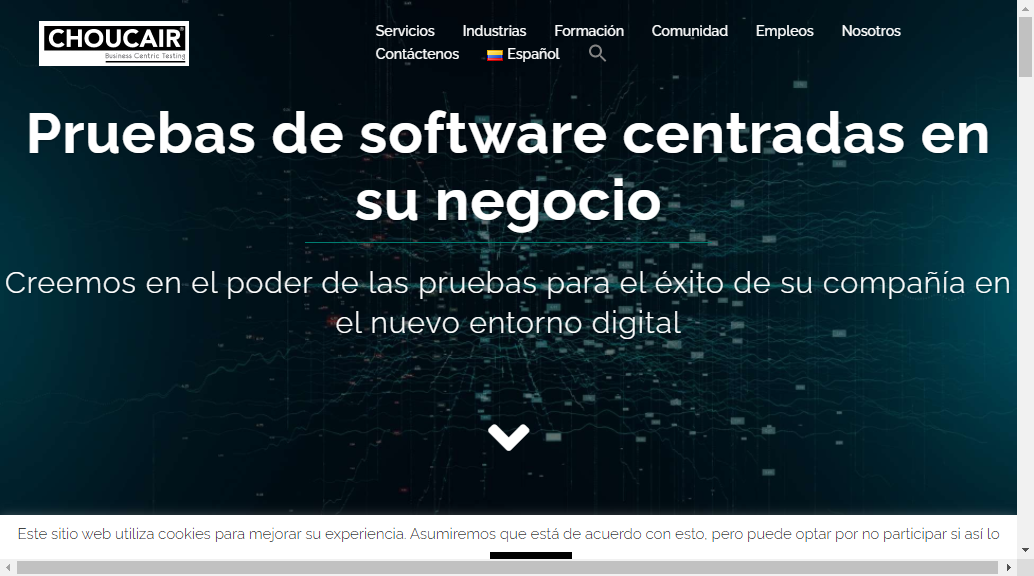 CHOUCAIR
Business Centric Testing
Servicios Industrias Formación Comunidad Empleos Nosotros
Contáctenos Español
Pruebas de software centradas en
su negocio
Creemos en el poder de las pruebas para el éxito de su compañía en
el nuevo entorno digital
Este sitio web utiliza cookies para mejorar su experiencia. Asumiremos que está de acuerdo con esto, pero puede optar por no participar si así lo